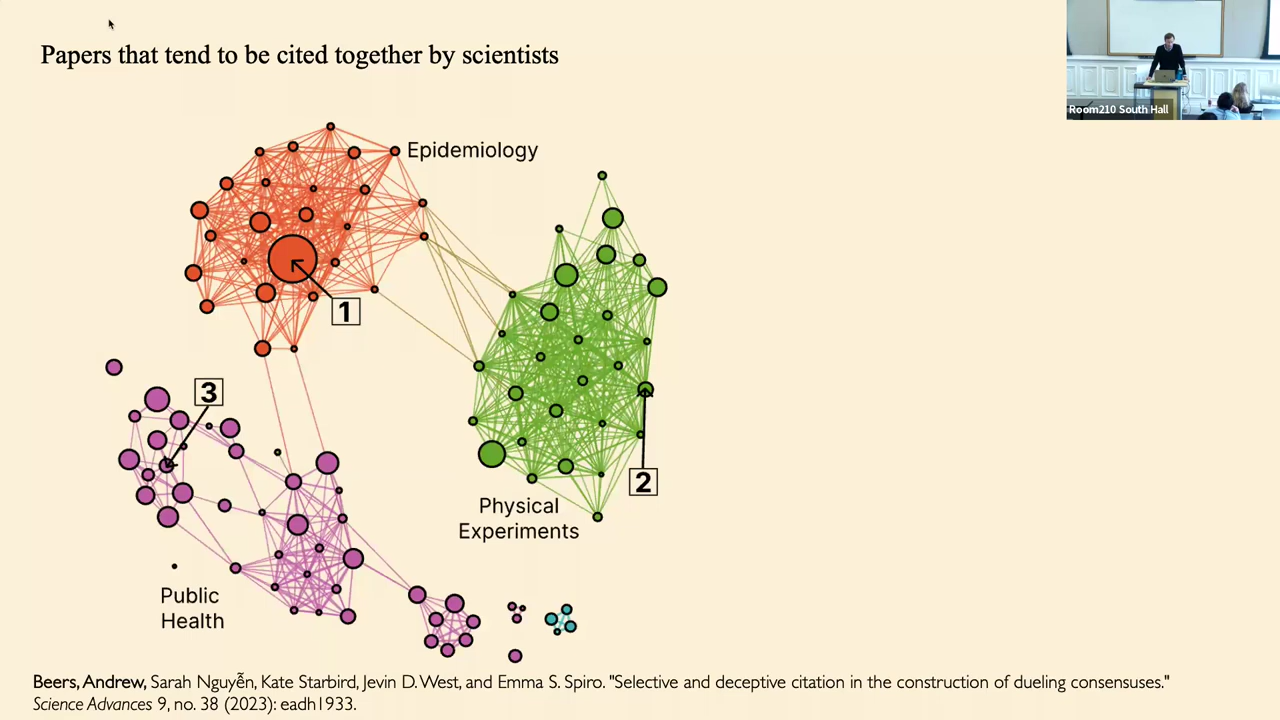 Papers that tend to be cited together by scientists
Room210 South Hall
Epidemiology
1
3
2
Physical
Experiments
Public
Health
Beers, Andrew, Sarah Nguyễn, Kate Starbird, Jevin D. West, and Emma S. Spiro. "Selective and deceptive citation in the construction of dueling consensuses."
Science Advances 9, no. 38 (2023): eadh1933.